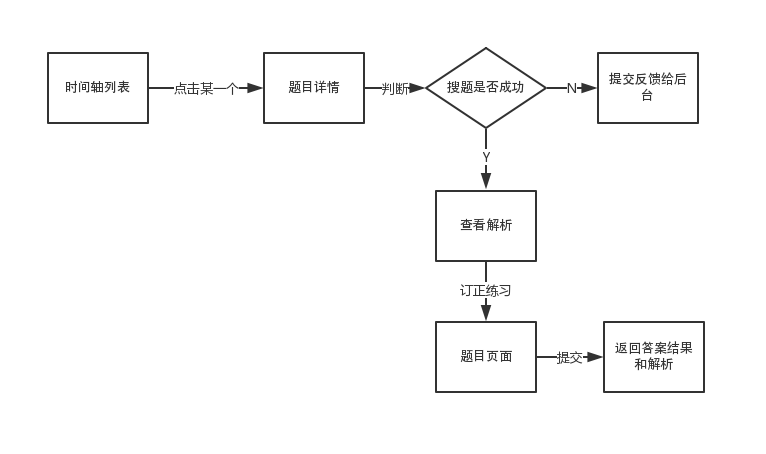 时间轴列表
点击某一个
题目详情
判断
搜题是否成功
N
提交反馈给后
台
Y
查看解析
订正练习
题目页面
提交
返回答案结果
和解析